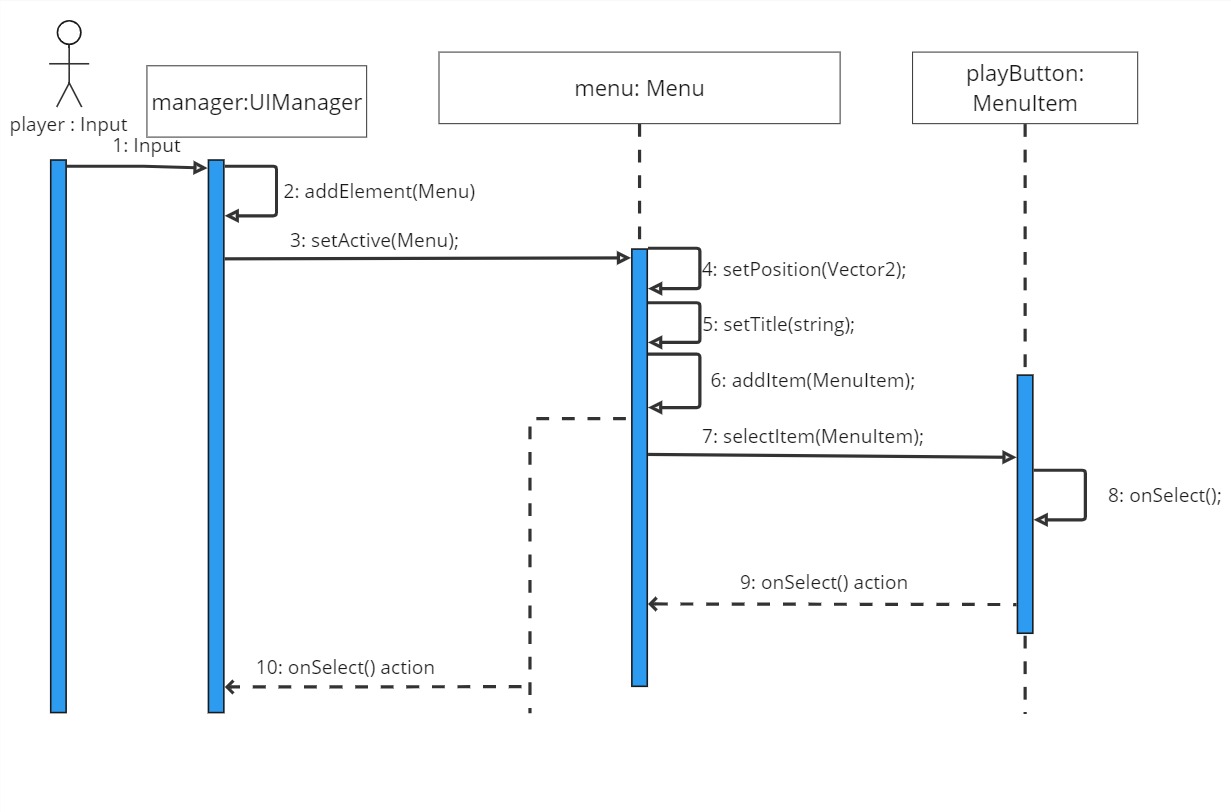 player : Input
manager:UIManager
menu: Menu
playButton:
MenuItem
1: Input
2: addElement(Menu)
3: setActive(Menu);
4: setPosition(Vector2);
5: setTitle(string);
6: addItem(MenuItem);
7: selectItem(MenuItem);
8: onSelect();
9: onSelect() action
10: onSelect() action